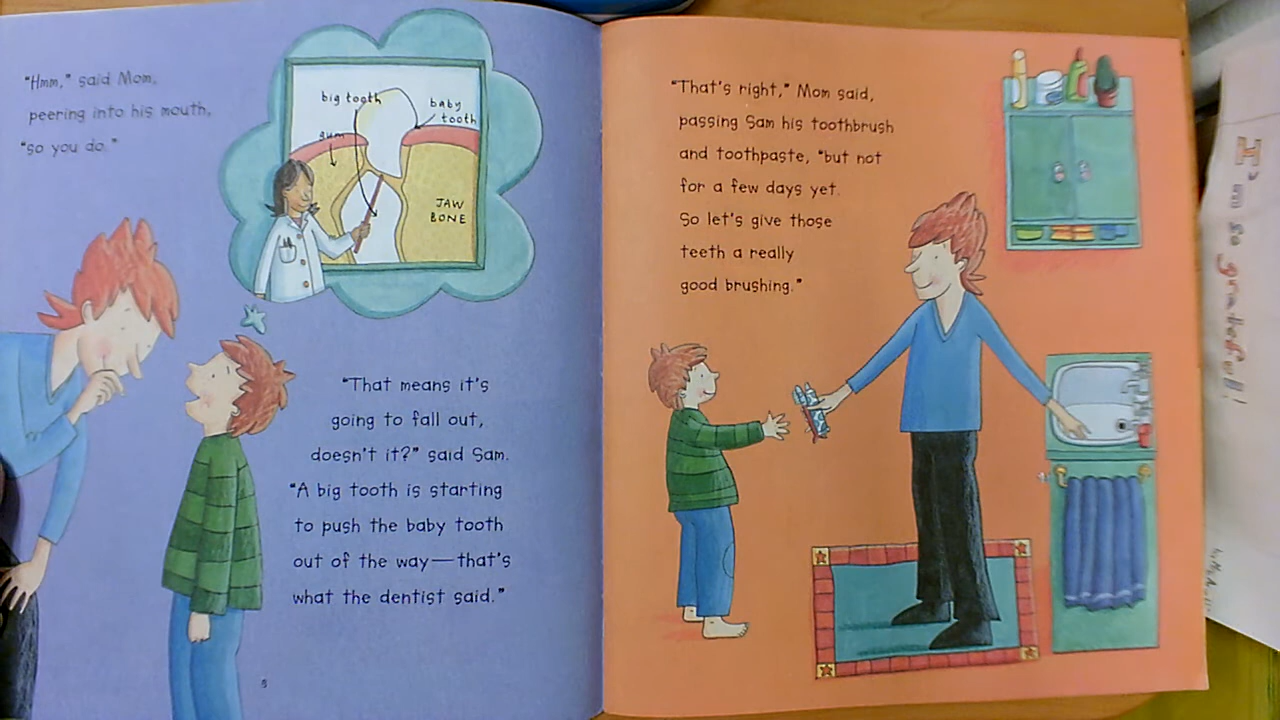 "Hmm," said Mom,
peering into his mouth,
"so you do."
big tooth
baby
tooth
gum
JAW
BONE
"That means it's
going to fall out,
doesn't it?" said Sam.
"A big tooth is starting
to push the baby tooth
out of the way—that's
what the dentist said."
"That's right," Mom said,
passing Sam his toothbrush
and toothpaste, "but not
for a few days yet.
So let's give those
teeth a really
good brushing."
I'm so grateful!